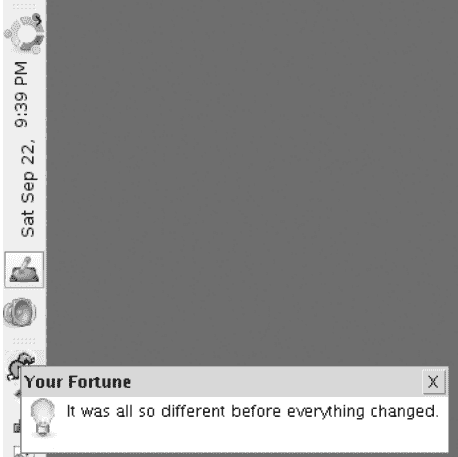 Sat Sep 22, 9:39 PM
Your Fortune
X
It was all so different before everything changed.